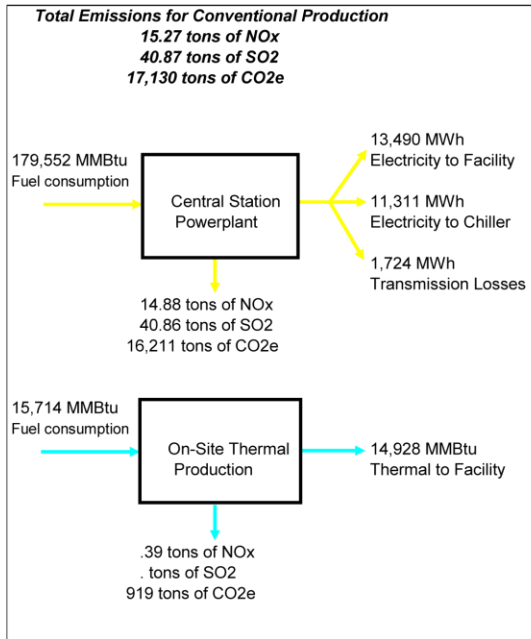 Total Emissions for Conventional Production
15.27 tons of NOx
40.87 tons of SO2
17,130 tons of CO2e
179,552 MMBtu
Fuel consumption
Central Station
Powerplant
13,490 MWh
Electricity to Facility
11,311 MWh
Electricity to Chiller
1,724 MWh
Transmission Losses
14.88 tons of NOx
40.86 tons of SO2
16,211 tons of CO2e
15,714 MMBtu
Fuel consumption
On-Site Thermal
Production
14,928 MMBtu
Thermal to Facility
.39 tons of NOx
. tons of SO2
919 tons of CO2e